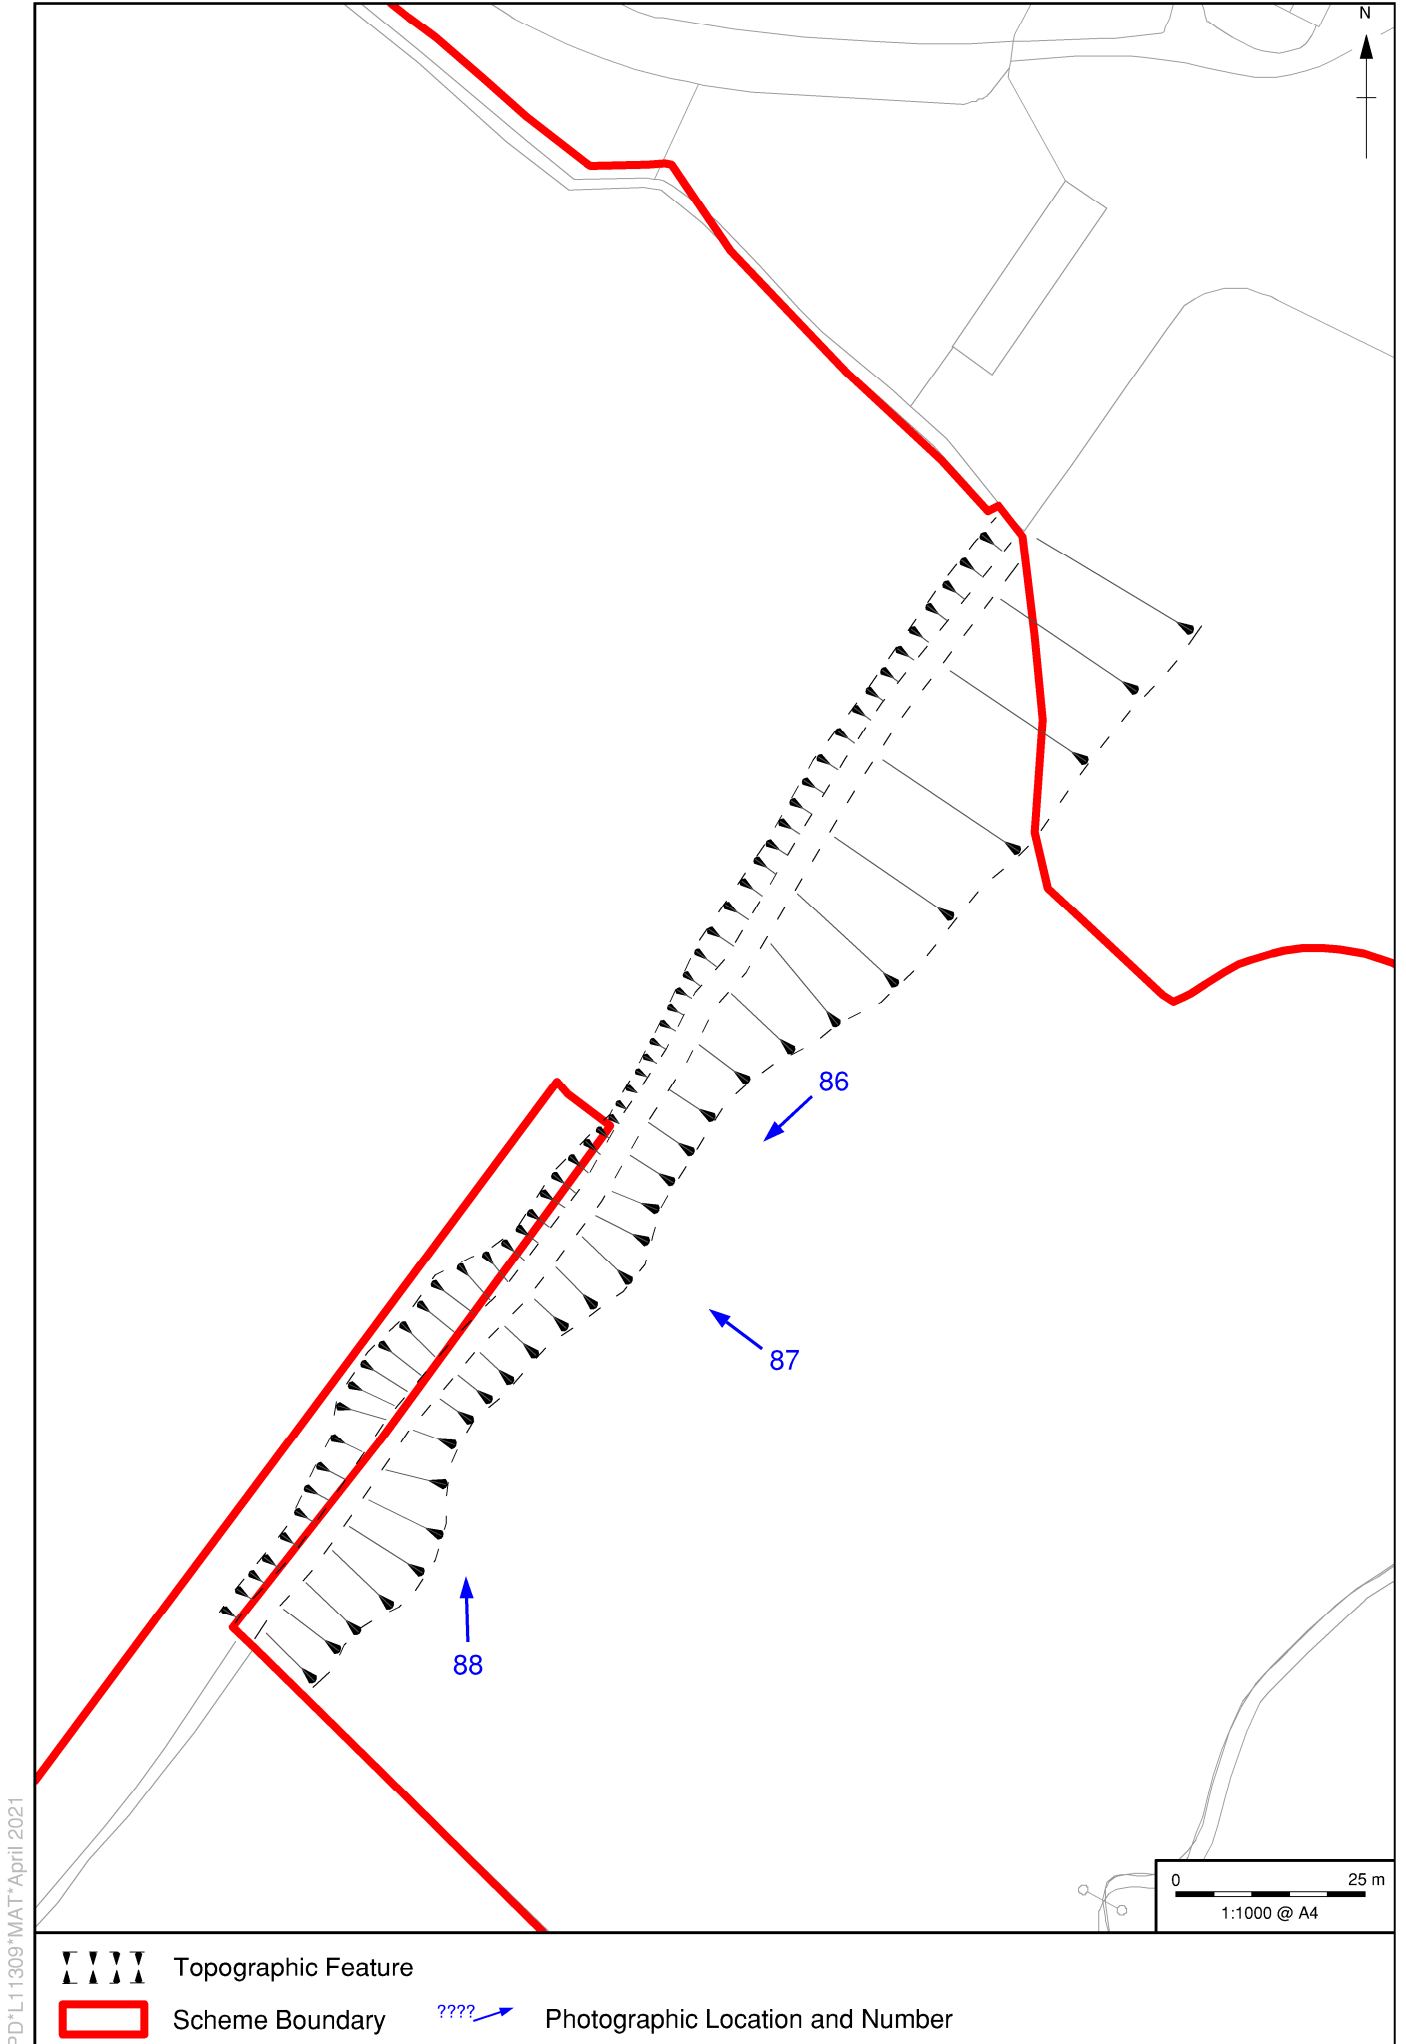 N
86
87
88
0 25 m
1:1000 @ A4
Topographic Feature
Scheme Boundary ???? Photographic Location and Number
PD*L11309*MAT*April 2021